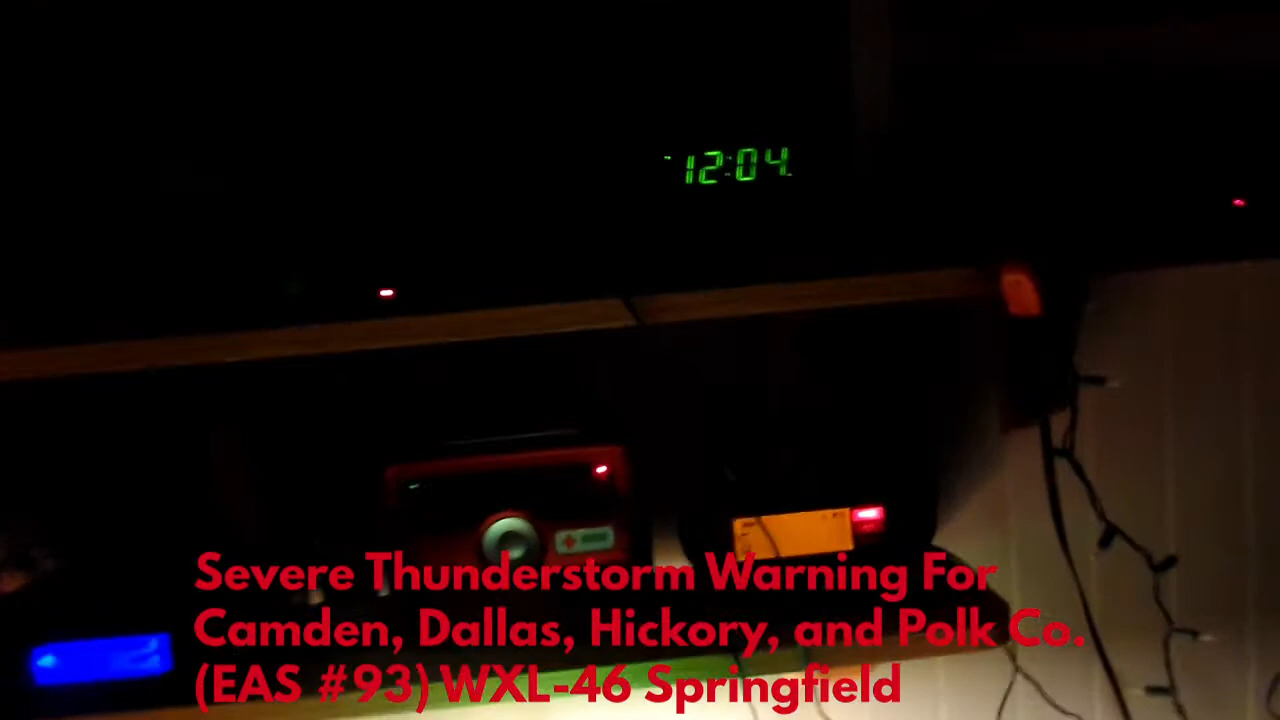 12:04
Severe Thunderstorm Warning For
Camden, Dallas, Hickory, and Polk Co.
(EAS #93) WXL-46 Springfield